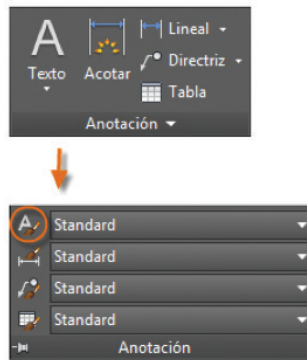 A
Texto
Acotar
Lineal
Directriz
Tabla
Anotación
A
Standard
Standard
Standard
Standard
Anotación